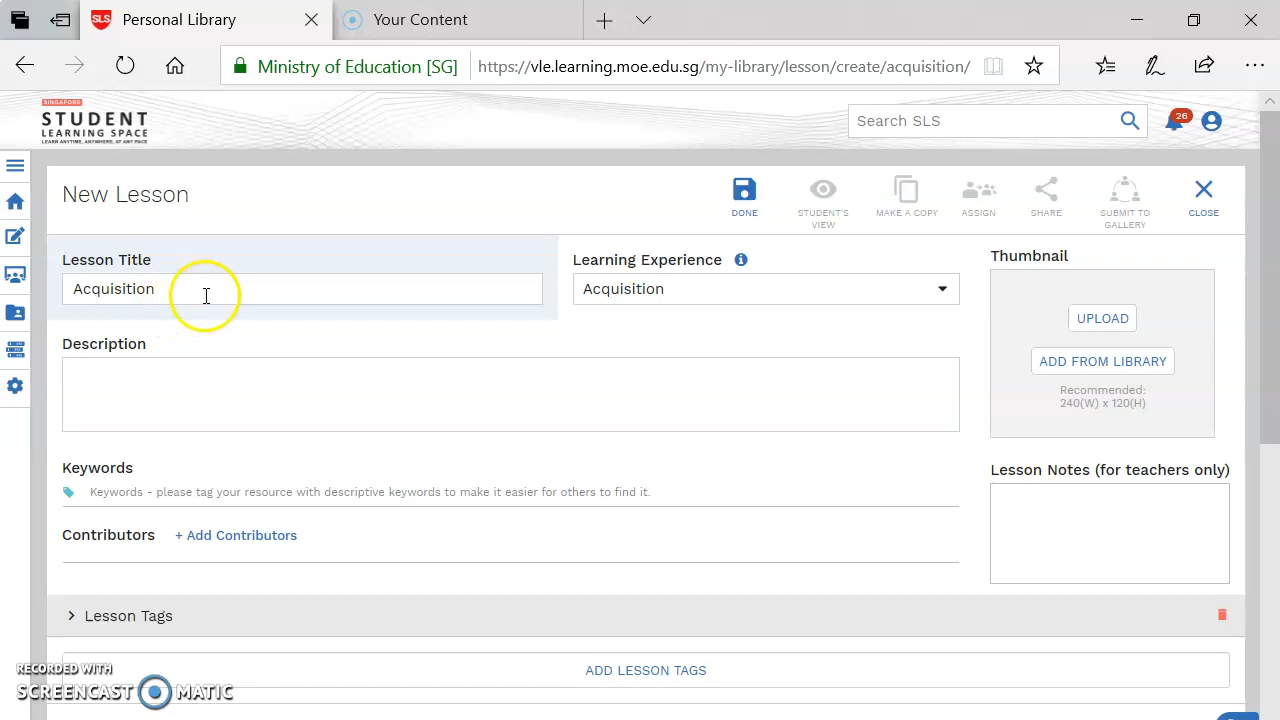 Personal Library
Your Content
Ministry of Education [SG] https://vle.learning.moe.edu.sg/my-library/lesson/create/acquisition/
SINGAPORE
STUDENT
LEARNING SPACE
LEARN ANYTIME, ANYWHERE, AT ANY PACE
SLS
Search SLS
26
New Lesson
DONE
STUDENT'S VIEW
MAKE A COPY
ASSIGN
SHARE
SUBMIT TO GALLERY
CLOSE
Lesson Title
Acquisition
Learning Experience
Acquisition
Thumbnail
UPLOAD
ADD FROM LIBRARY
Recommended:
240(W) x 120(H)
Description
Keywords
Keywords - please tag your resource with descriptive keywords to make it easier for others to find it.
Lesson Notes (for teachers only)
Contributors + Add Contributors
Lesson Tags
ADD LESSON TAGS
RECORDED WITH
SCREENCAST MATIC